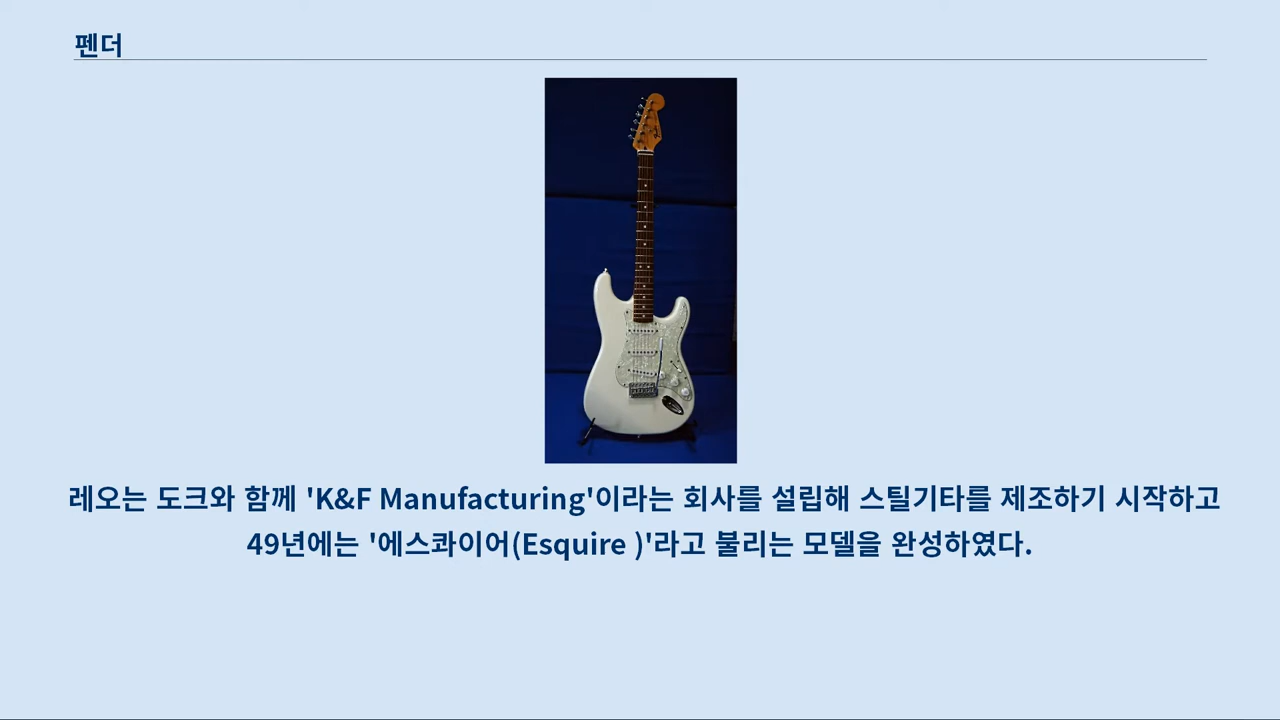 펜더
레오는 도크와 함께 'K&F Manufacturing'이라는 회사를 설립해 스틸기타를 제조하기 시작하고
49년에는 '에스콰이어(Esquire )'라고 불리는 모델을 완성하였다.